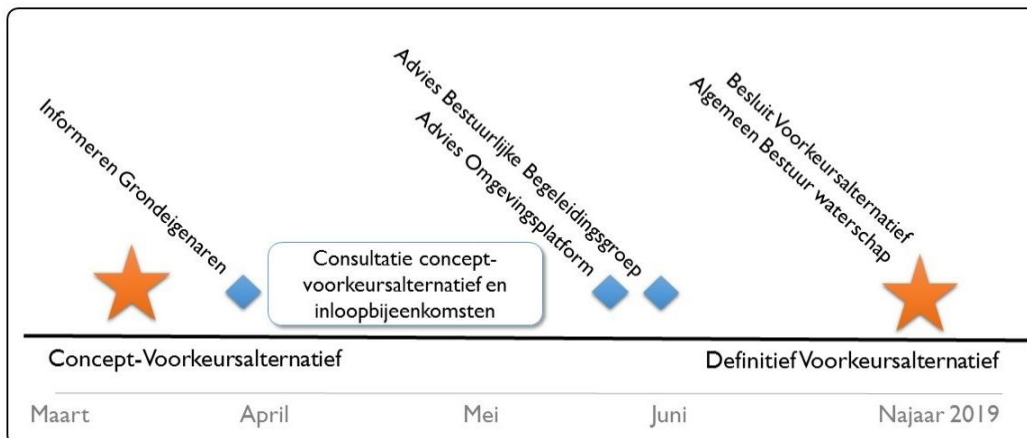 Informeren Grondeigenaren
Consultatie concept-
voorkeursalternatief en
inloopbijeenkomsten
Advies Omgevingsplatform
Advies Bestuurlijke Begeleidingsgroep
Besluit Voorkeursalternatief
Algemeen Bestuur waterschap
Concept-Voorkeursalternatief
Definitief Voorkeursalternatief
Maart
April
Mei
Juni
Najaar 2019